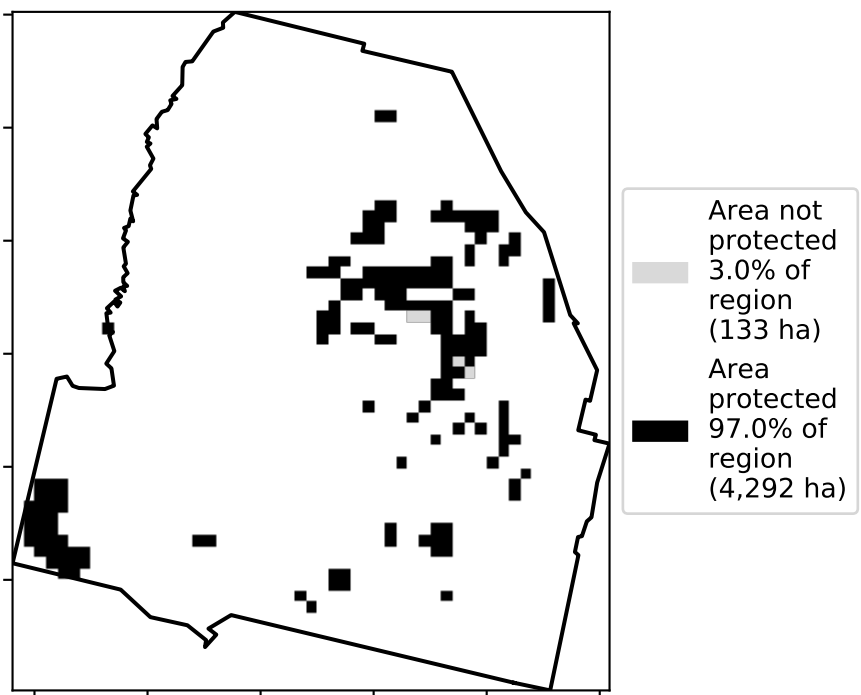 Area not
protected
3.0% of
region
(133 ha)
Area
protected
97.0% of
region
(4,292 ha)